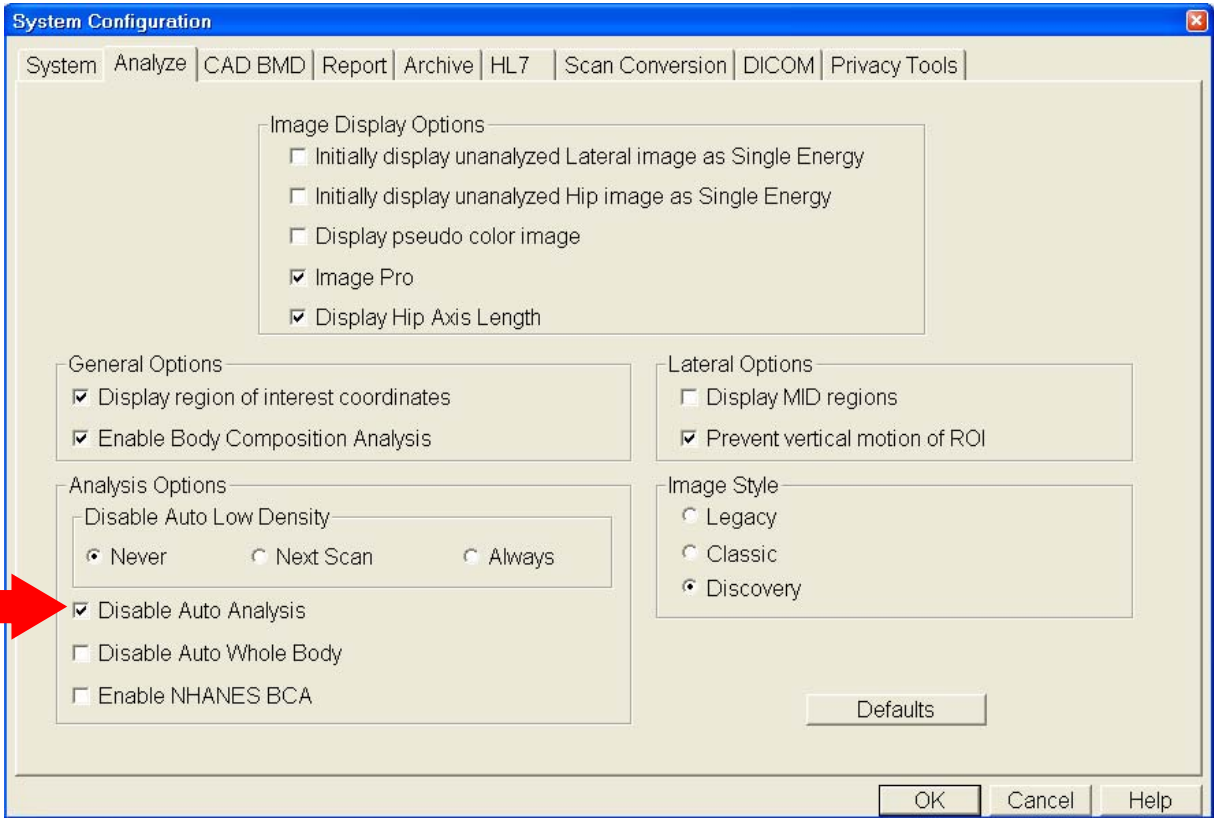 System Configuration
System Analyze CAD BMD Report Archive HL7 Scan Conversion DICOM Privacy Tools
Image Display Options
Initially display unanalyzed Lateral image as Single Energy
Initially display unanalyzed Hip image as Single Energy
Display pseudo color image
Image Pro
Display Hip Axis Length
General Options
Display region of interest coordinates
Enable Body Composition Analysis
Lateral Options
Display MID regions
Prevent vertical motion of ROI
Analysis Options
Disable Auto Low Density
Never Next Scan Always
Disable Auto Analysis
Disable Auto Whole Body
Enable NHANES BCA
Image Style
Legacy
Classic
Discovery
Defaults
OK Cancel Help